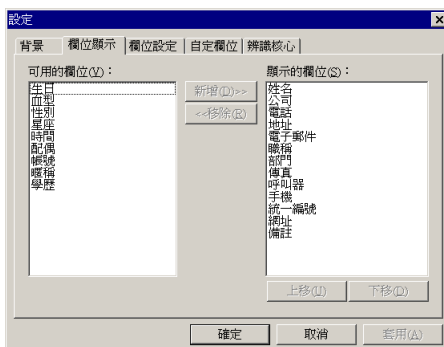 設定
背景
欄位顯示
欄位設定
自定欄位
辨識核心
可用的欄位(V)：
生日
血型
性別
星座
時間
配偶
帳號
暱稱
學歷
新增(D)>>
<<移除(R)
顯示的欄位(S)：
姓名
公司
電話
地址
電子郵件
職稱
部門
傳真
呼叫器
手機
統一編號
網址
備註
上移(U)
下移(D)
確定
取消
套用(A)